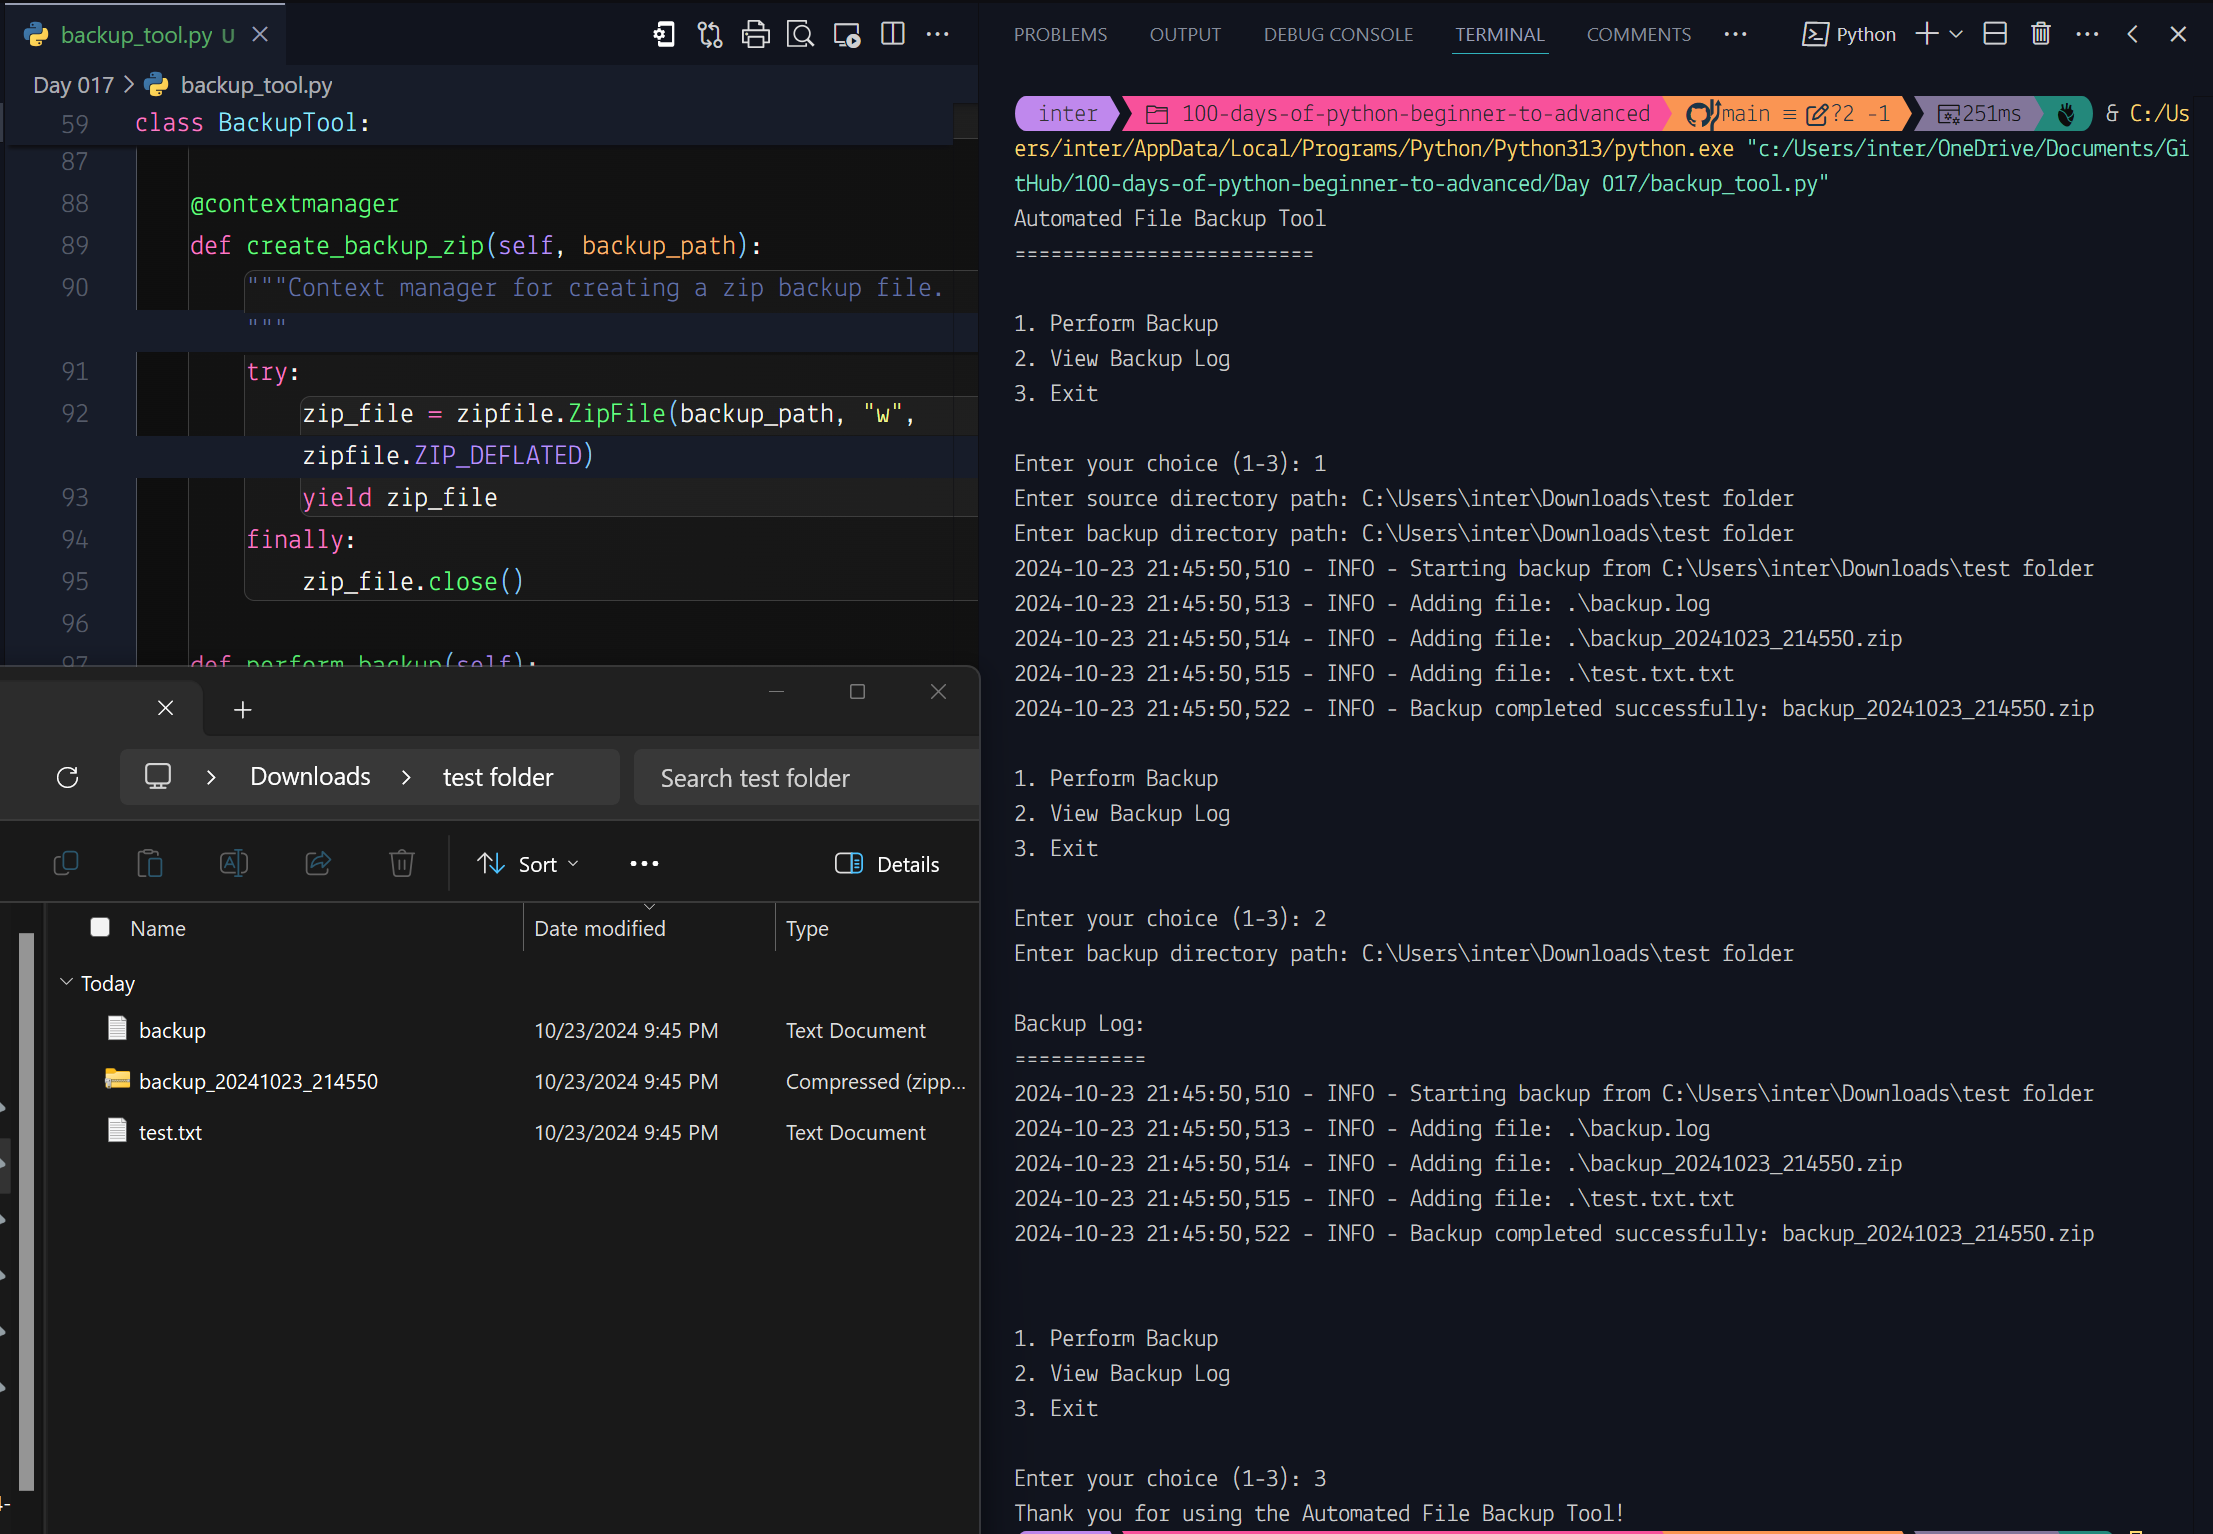 backup_tool.py U
Day 017 > backup_tool.py
59 class BackupTool:
87
88 @contextmanager
89 def create_backup_zip(self, backup_path):
90 """Context manager for creating a zip backup file.
"""
91 try:
92 zip_file = zipfile.ZipFile(backup_path, "w",
zipfile.ZIP_DEFLATED)
93 yield zip_file
94 finally:
95 zip_file.close()
96
97 def perform_backup(self):
Downloads > test folder
Search test folder
Sort
Details
Name Date modified Type
Today
backup 10/23/2024 9:45 PM Text Document
backup_20241023_214550 10/23/2024 9:45 PM Compressed (zipp...
test.txt 10/23/2024 9:45 PM Text Document
PROBLEMS OUTPUT DEBUG CONSOLE TERMINAL COMMENTS ··· Python
inter 100-days-of-python-beginner-to-advanced main ≡ ?2 -1 251ms & C:/Us
ers/inter/AppData/Local/Programs/Python/Python313/python.exe "c:/Users/inter/OneDrive/Documents/Gi
tHub/100-days-of-python-beginner-to-advanced/Day 017/backup_tool.py"
Automated File Backup Tool
=========================
1. Perform Backup
2. View Backup Log
3. Exit
Enter your choice (1-3): 1
Enter source directory path: C:\Users\inter\Downloads\test folder
Enter backup directory path: C:\Users\inter\Downloads\test folder
2024-10-23 21:45:50,510 - INFO - Starting backup from C:\Users\inter\Downloads\test folder
2024-10-23 21:45:50,513 - INFO - Adding file: .\backup.log
2024-10-23 21:45:50,514 - INFO - Adding file: .\backup_20241023_214550.zip
2024-10-23 21:45:50,515 - INFO - Adding file: .\test.txt.txt
2024-10-23 21:45:50,522 - INFO - Backup completed successfully: backup_20241023_214550.zip
1. Perform Backup
2. View Backup Log
3. Exit
Enter your choice (1-3): 2
Enter backup directory path: C:\Users\inter\Downloads\test folder
Backup Log:
===========
2024-10-23 21:45:50,510 - INFO - Starting backup from C:\Users\inter\Downloads\test folder
2024-10-23 21:45:50,513 - INFO - Adding file: .\backup.log
2024-10-23 21:45:50,514 - INFO - Adding file: .\backup_20241023_214550.zip
2024-10-23 21:45:50,515 - INFO - Adding file: .\test.txt.txt
2024-10-23 21:45:50,522 - INFO - Backup completed successfully: backup_20241023_214550.zip
1. Perform Backup
2. View Backup Log
3. Exit
Enter your choice (1-3): 3
Thank you for using the Automated File Backup Tool!